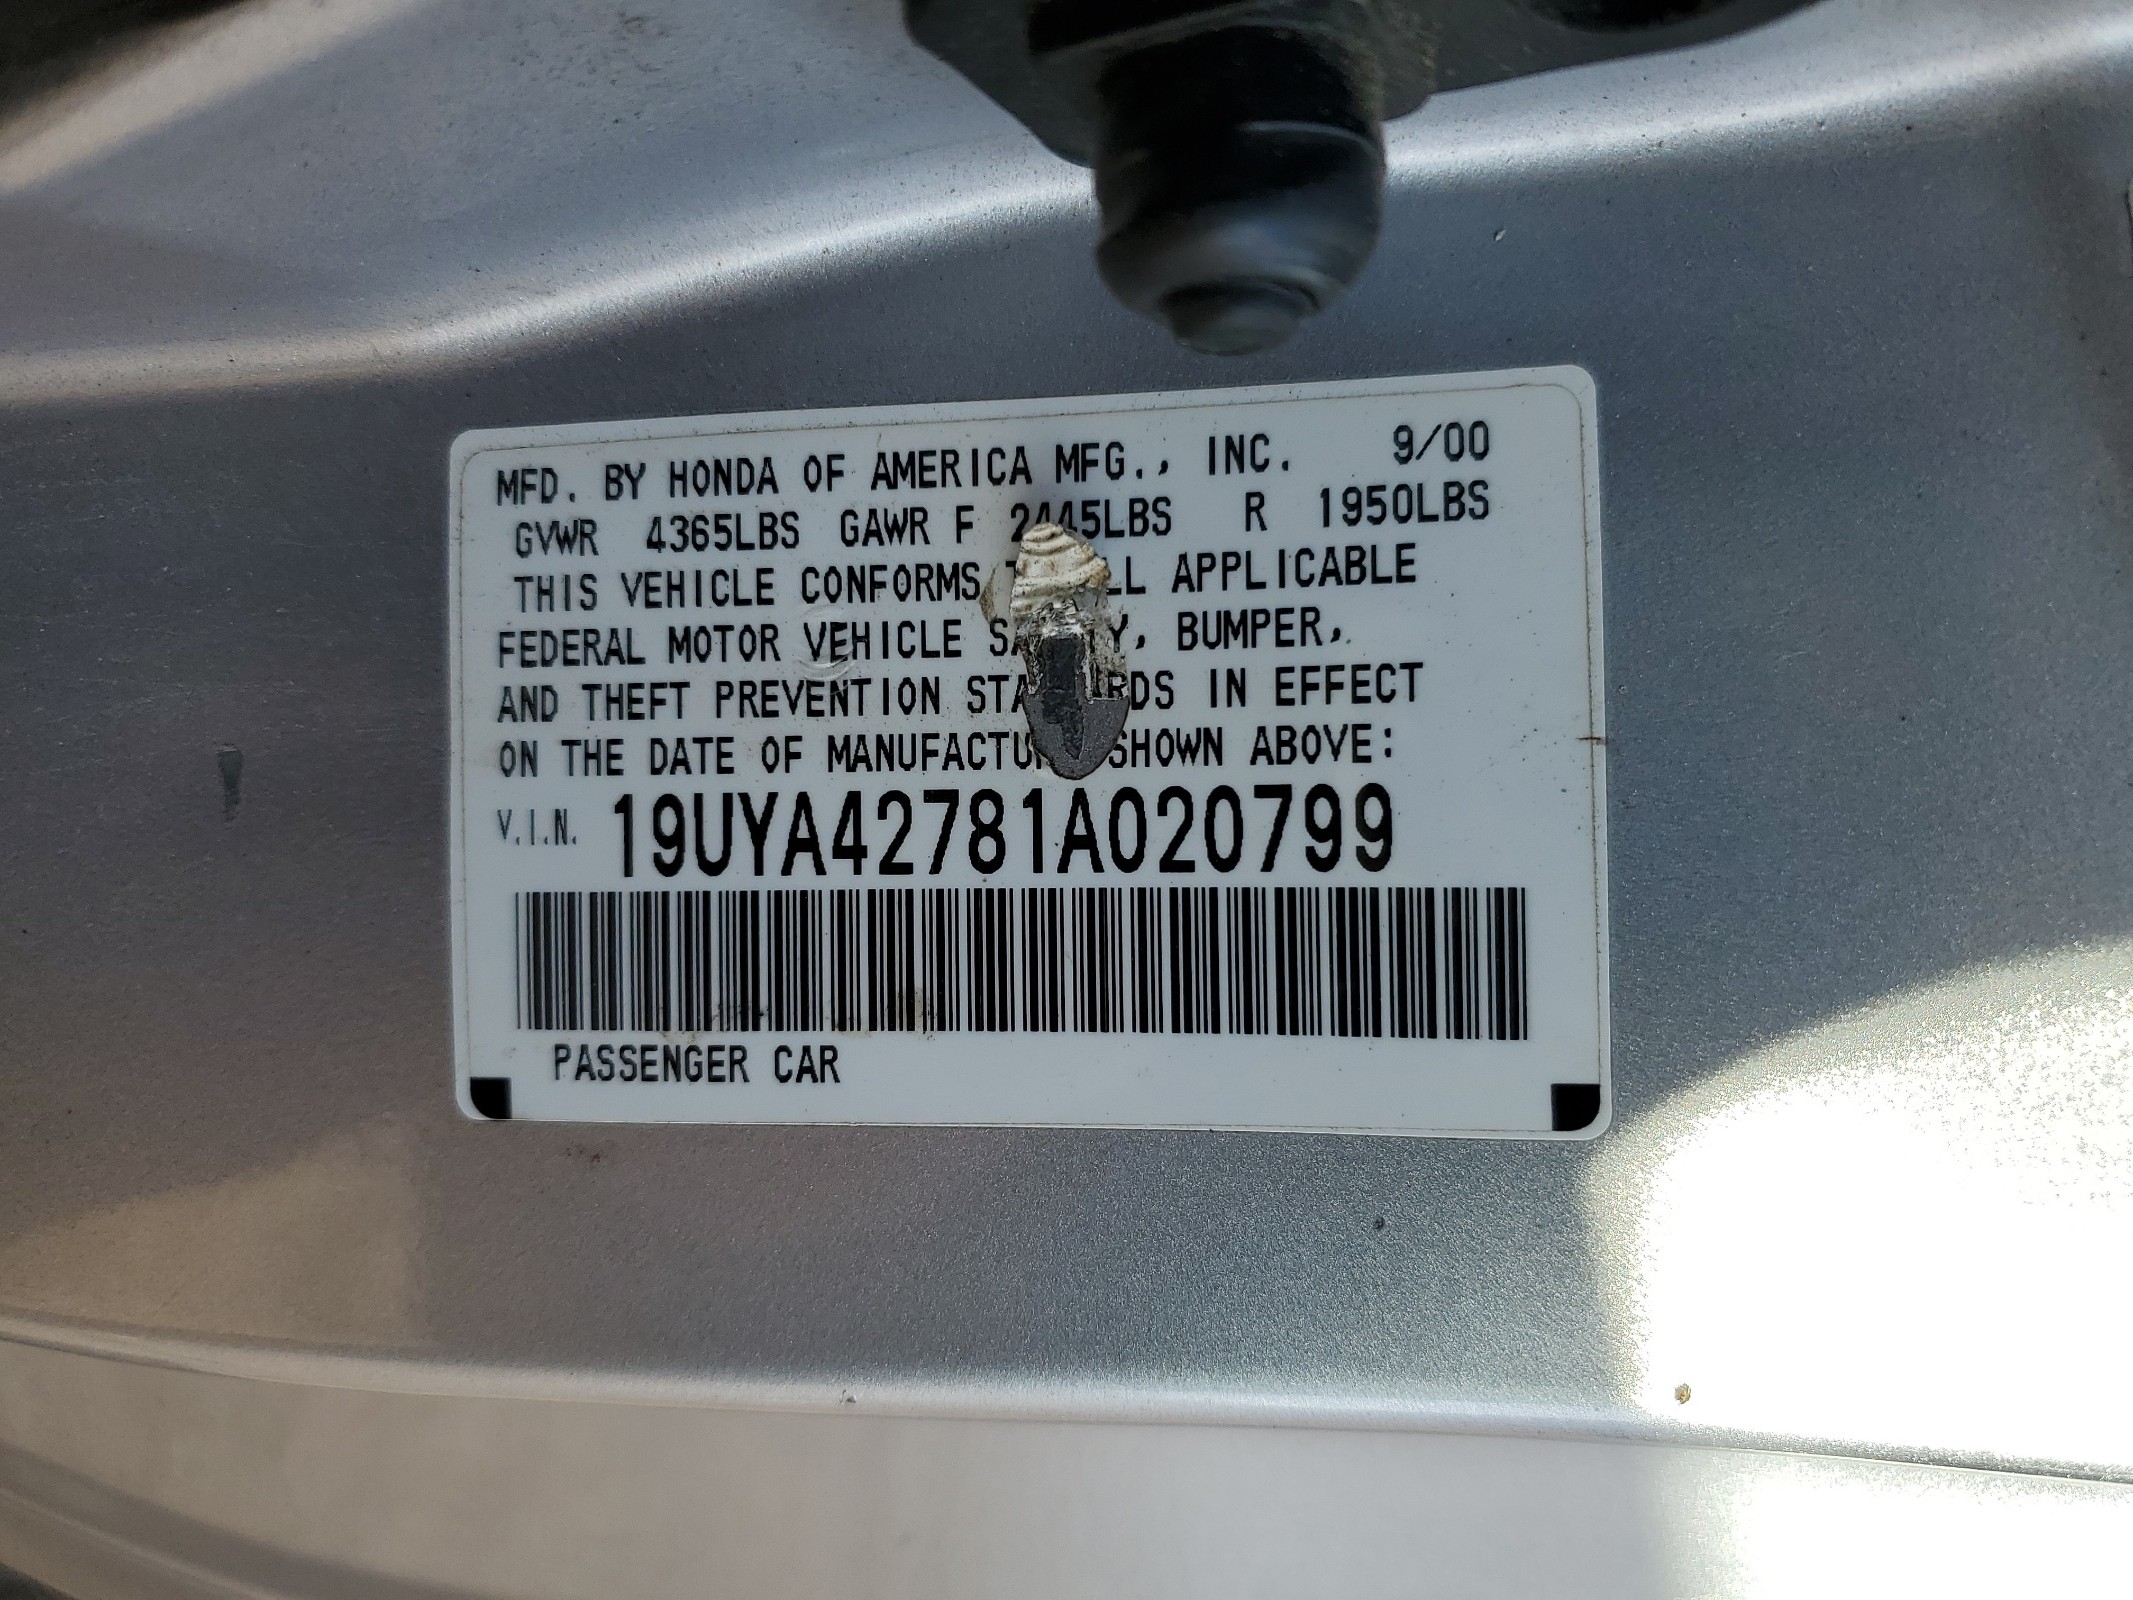 MFD. BY HONDA OF AMERICA MFG., INC. 9/00
GVWR 4365LBS GAWR F 2445LBS R 1950LBS
THIS VEHICLE CONFORMS APPLICABLE
FEDERAL MOTOR VEHICLE BUMPER,
AND THEFT PREVENTION IN EFFECT
ON THE DATE OF SHOWN ABOVE:
V.I.N. 19UYA42781A020799
PASSENGER CAR